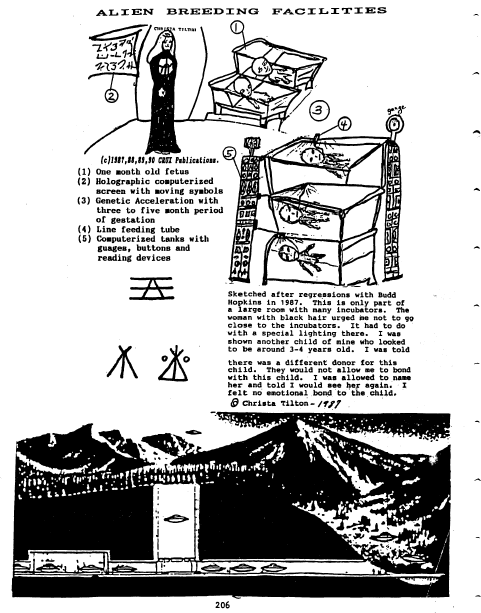 ALIEN BREEDING FACILITIES
CHRISTA TILTON
1
2
3
gauge
4
5
(c)1987,88,89,90 CRUX Publications.
(1) One month old fetus
(2) Holographic computerized
screen with moving symbols
(3) Genetic Acceleration with
three to five month period
of gestation
(4) Line feeding tube
(5) Computerized tanks with
guages, buttons and
reading devices
Sketched after regressions with Budd
Hopkins in 1987. This is only part of
a large room with many incubators. The
woman with black hair urged me not to go
close to the incubators. It had to do
with a special lighting there. I was
shown another child of mine who looked
to be around 3-4 years old. I was told
there was a different donor for this
child. They would not allow me to bond
with this child. I was allowed to name
her and told I would see her again. I
felt no emotional bond to the child.
© Christa Tilton - 1987
206